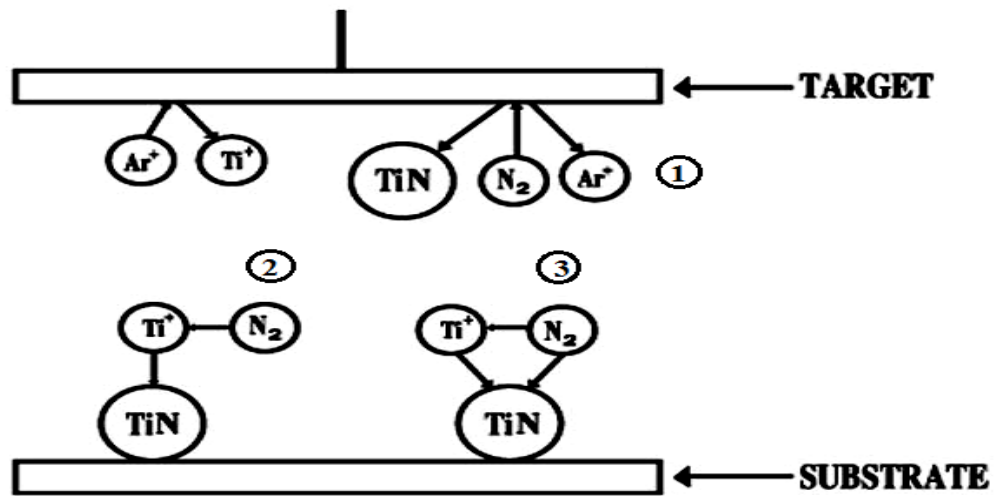 TARGET
Ar⁺
Ti⁺
TiN
N₂
Ar⁺
1
2
3
Ti⁺
N₂
Ti⁺
N₂
TiN
TiN
SUBSTRATE